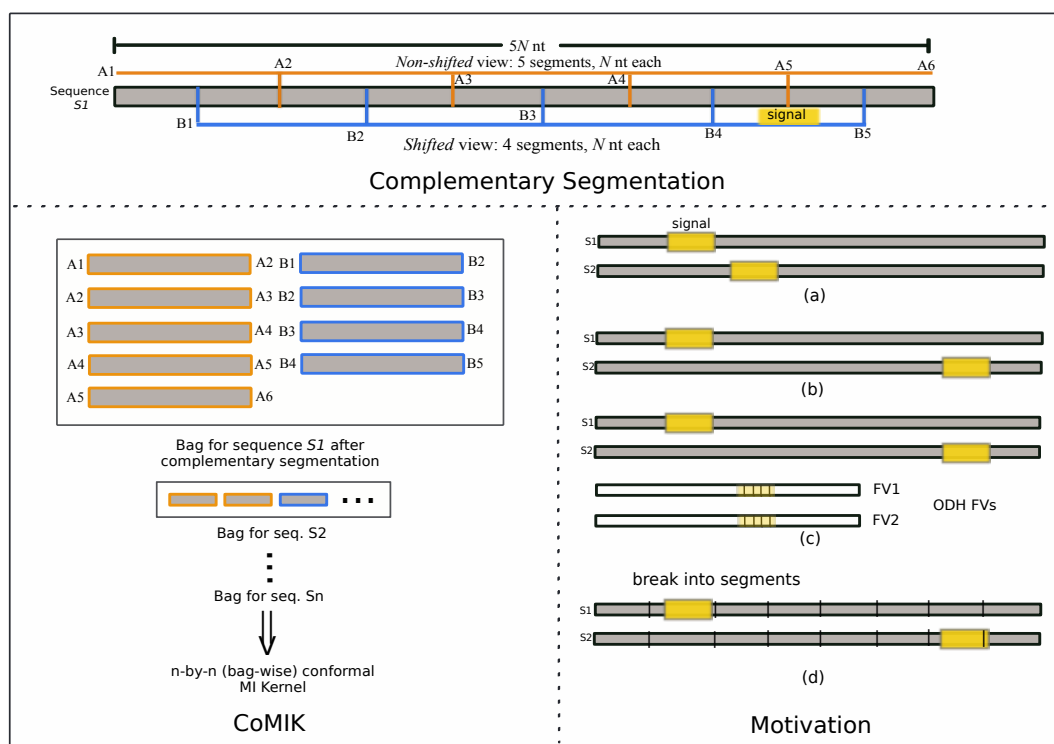 5N nt
A1 A2 Non-shifted view: 5 segments, N nt each A5 A6
A3 A4
Sequence
S1
signal
B1 B2 B3 B4 B5
Shifted view: 4 segments, N nt each
Complementary Segmentation
A1 A2 B1 B2
A2 A3 B2 B3
A3 A4 B3 B4
A4 A5 B4 B5
A5 A6
Bag for sequence S1 after
complementary segmentation
Bag for seq. S2
Bag for seq. Sn
n-by-n (bag-wise) conformal
MI Kernel
CoMIK
signal
S1
S2
(a)
S1
S2
(b)
S1
S2
FV1
ODH FVs
FV2
(c)
break into segments
S1
S2
(d)
Motivation